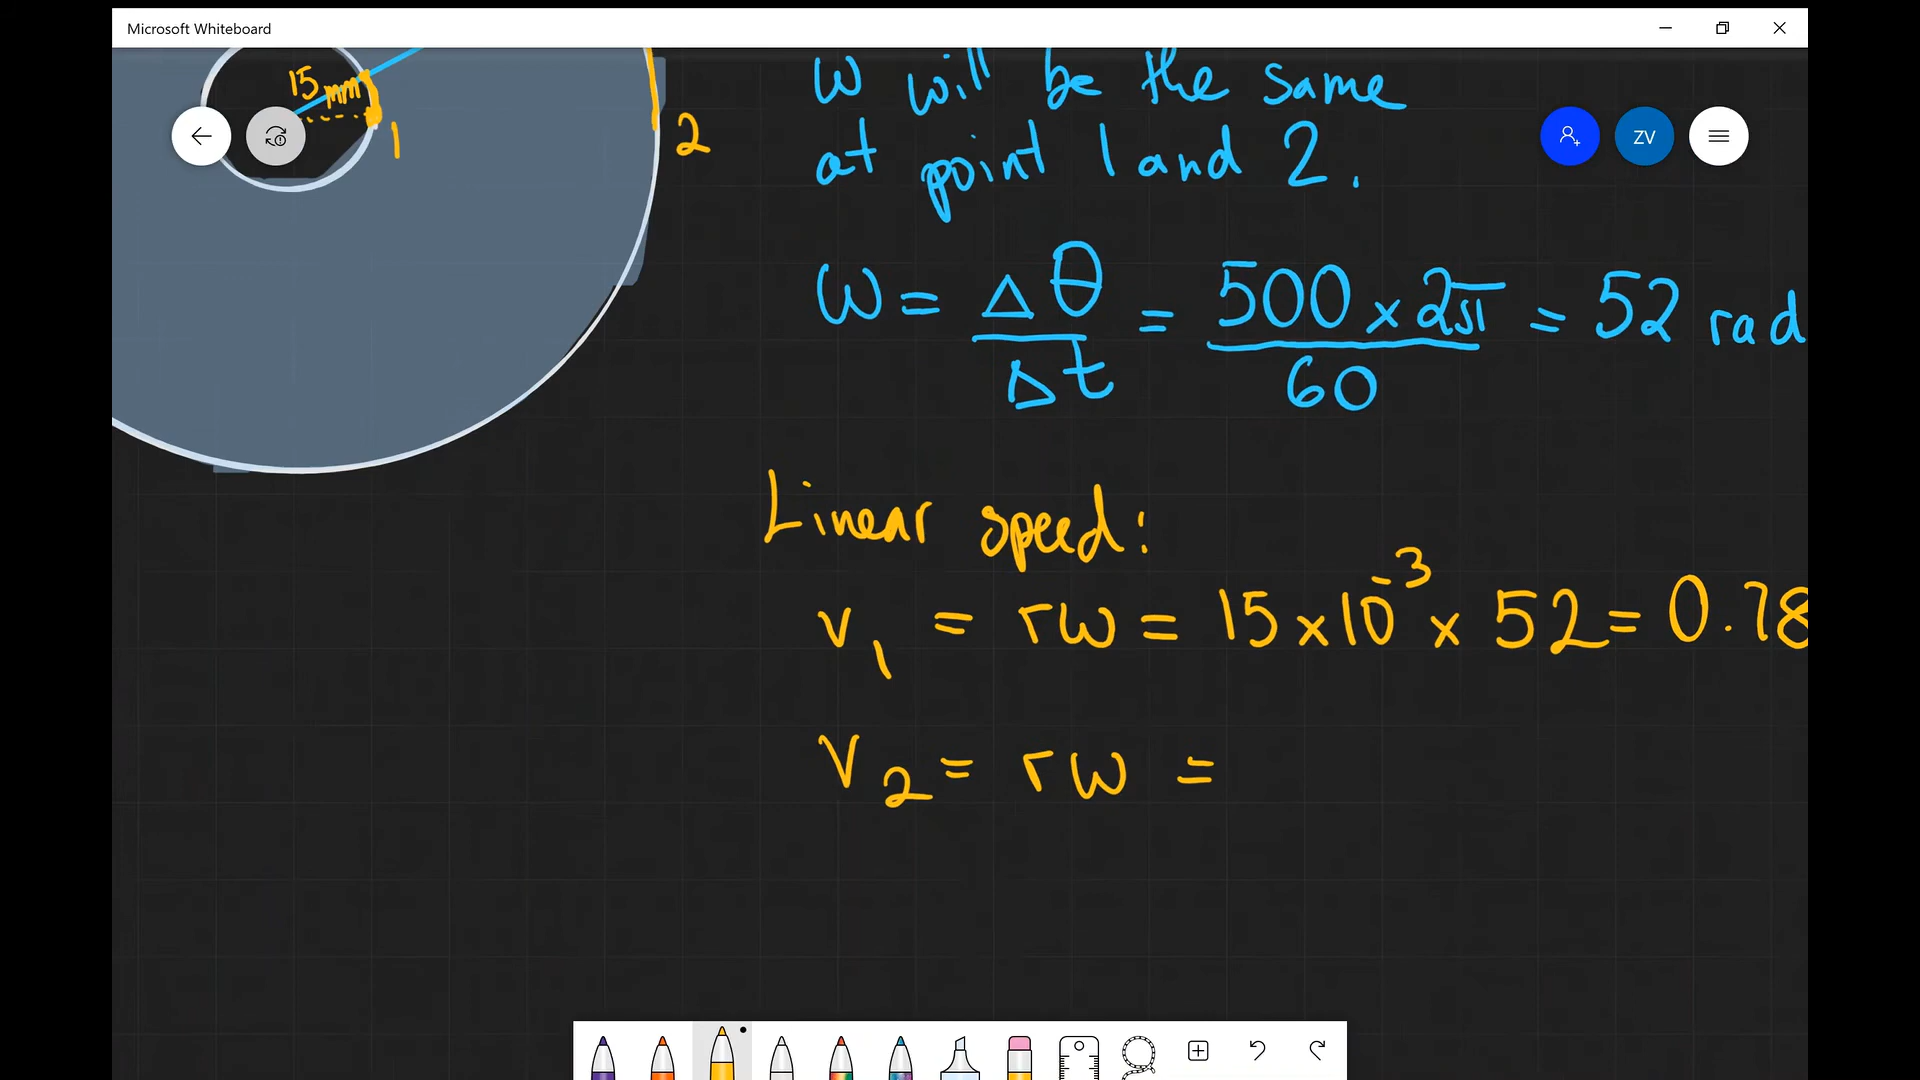 Microsoft Whiteboard
15 mm
1
2
ω will be the same
at point 1 and 2.
ZV
ω = Δθ/Δt = 500 × 2π/60 = 52 rad
Linear speed:
v₁ = rω = 15×10⁻³ × 52 = 0.78
v₂ = rω =